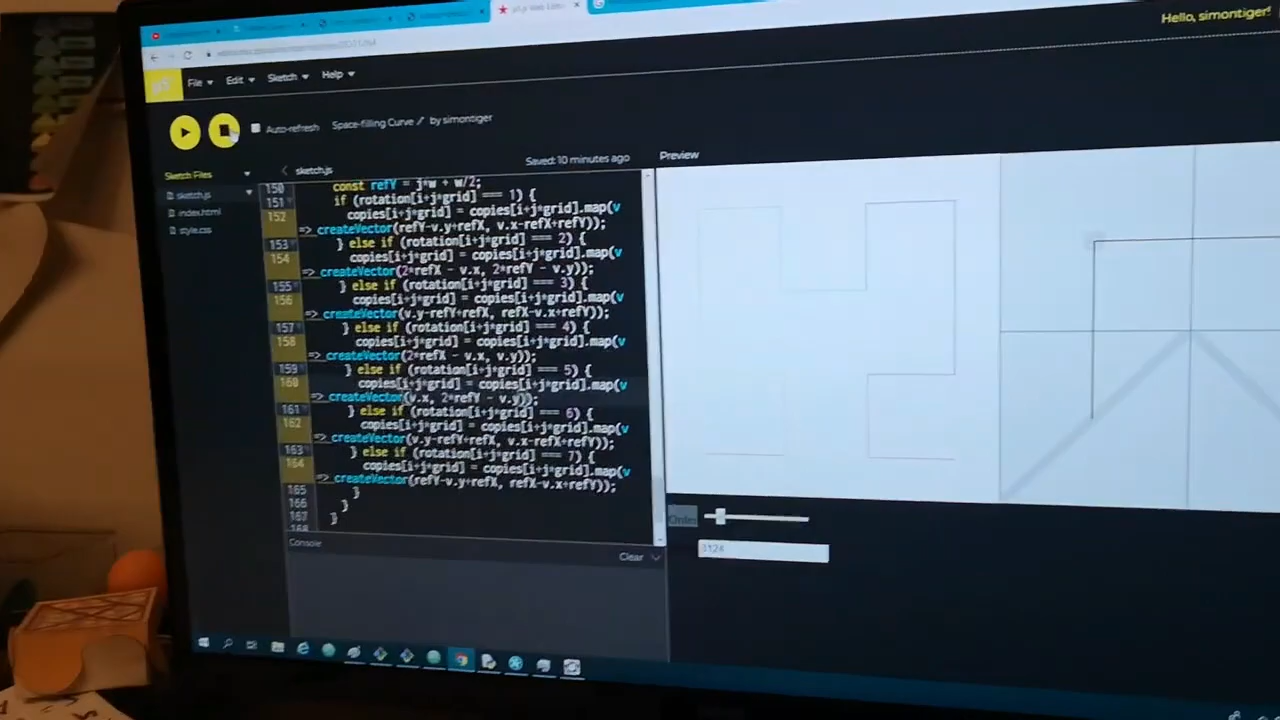 Hello, simontiger!
File Edit Sketch Help
Auto-refresh Space-filling Curve by simontiger
Sketch Files
sketch.js
Saved: 10 minutes ago
Preview
sketch.js
index.html
style.css
150 const refY = j*w + w/2;
151 if (rotation[i+j*grid] === 1) {
152 copies[i+j*grid] = copies[i+j*grid].map(v
=> createVector(refY-v.y+refX, v.x-refX+refY));
153 } else if (rotation[i+j*grid] === 2) {
154 copies[i+j*grid] = copies[i+j*grid].map(v
=> createVector(2*refX - v.x, 2*refY - v.y));
155 } else if (rotation[i+j*grid] === 3) {
156 copies[i+j*grid] = copies[i+j*grid].map(v
=> createVector(v.y-refY+refX, refX-v.x+refY));
157 } else if (rotation[i+j*grid] === 4) {
158 copies[i+j*grid] = copies[i+j*grid].map(v
=> createVector(2*refX - v.x, v.y));
159 } else if (rotation[i+j*grid] === 5) {
160 copies[i+j*grid] = copies[i+j*grid].map(v
=> createVector(v.x, 2*refY - v.y));
161 } else if (rotation[i+j*grid] === 6) {
162 copies[i+j*grid] = copies[i+j*grid].map(v
=> createVector(v.y-refY+refX, v.x-refX+refY));
163 } else if (rotation[i+j*grid] === 7) {
164 copies[i+j*grid] = copies[i+j*grid].map(v
=> createVector(refY-v.y+refX, refX-v.x+refY));
165 }
166 }
167 }
168
Console
Clear
Order
3124